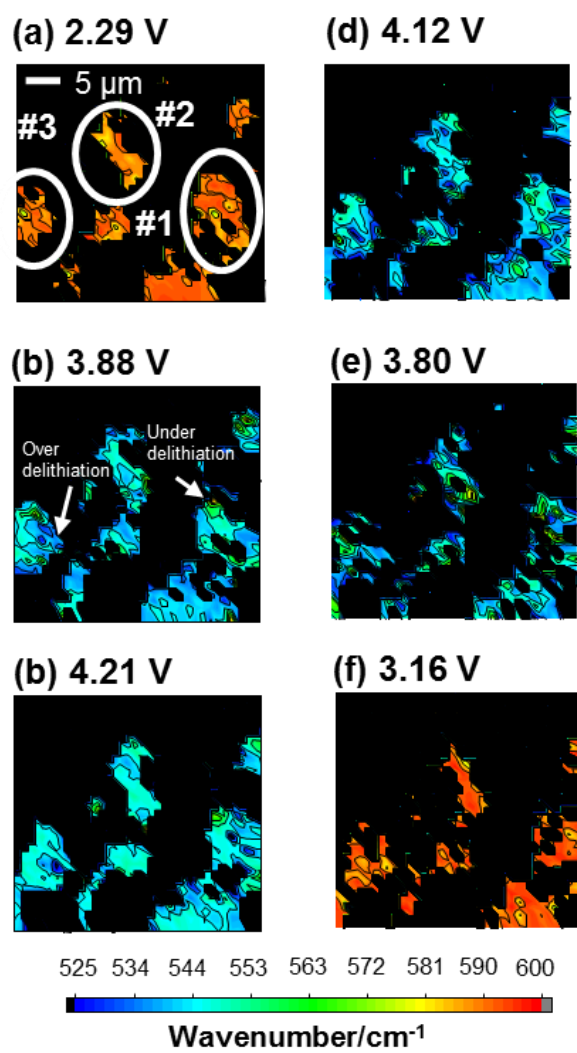 (a) 2.29 V
5 μm
#3
#2
#1
(b) 3.88 V
Over
delithiation
Under
delithiation
(b) 4.21 V
(d) 4.12 V
(e) 3.80 V
(f) 3.16 V
525 534 544 553 563 572 581 590 600
Wavenumber/cm⁻¹